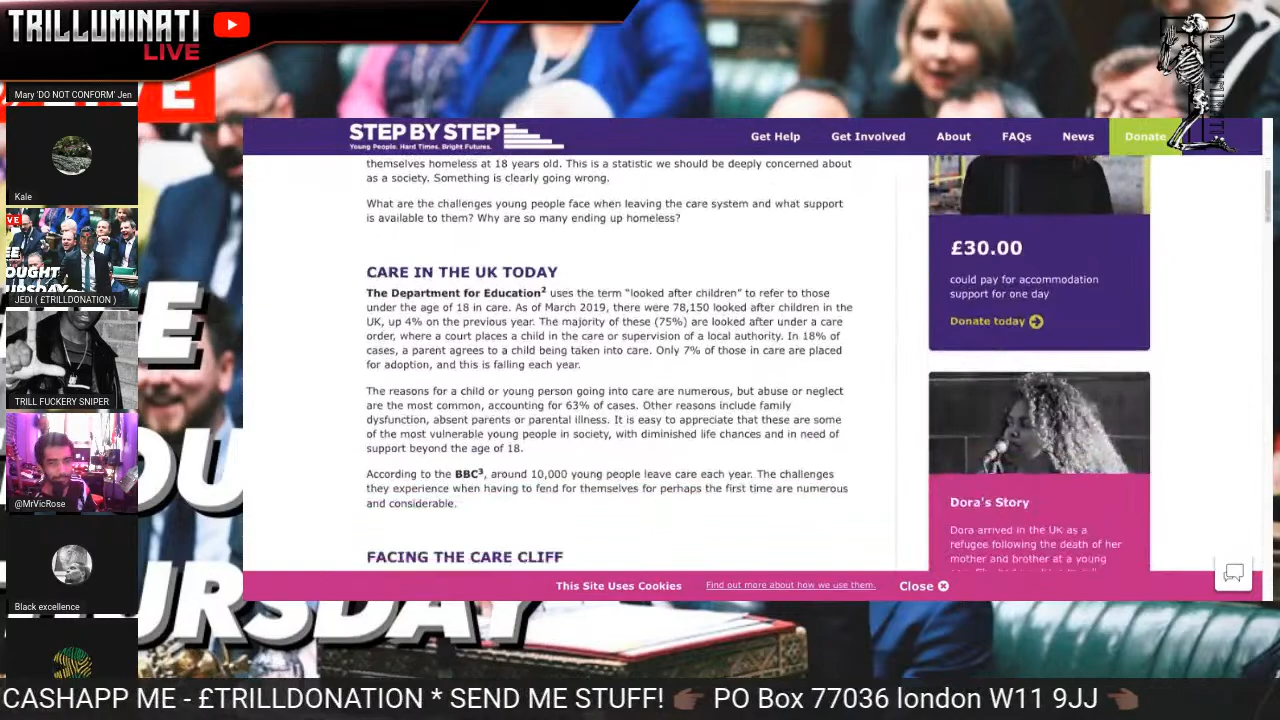 TRILLUMINATI
LIVE
TRILLUMINATI
Mary 'DO NOT CONFORM' Jen
Kale
JEDI ( £TRILLDONATION )
TRILL FUCKERY SNIPER
@MrVicRose
Black excellence
STEP BY STEP
Young People. Hard Times. Bright Futures.
Get Help
Get Involved
About
FAQs
News
Donate
themselves homeless at 18 years old. This is a statistic we should be deeply concerned about
as a society. Something is clearly going wrong.
What are the challenges young people face when leaving the care system and what support
is available to them? Why are so many ending up homeless?
CARE IN THE UK TODAY
The Department for Education² uses the term “looked after children” to refer to those
under the age of 18 in care. As of March 2019, there were 78,150 looked after children in the
UK, up 4% on the previous year. The majority of these (75%) are looked after under a care
order, where a court places a child in the care or supervision of a local authority. In 18% of
cases, a parent agrees to a child being taken into care. Only 7% of those in care are placed
for adoption, and this is falling each year.
The reasons for a child or young person going into care are numerous, but abuse or neglect
are the most common, accounting for 63% of cases. Other reasons include family
dysfunction, absent parents or parental illness. It is easy to appreciate that these are some
of the most vulnerable young people in society, with diminished life chances and in need of
support beyond the age of 18.
According to the BBC³, around 10,000 young people leave care each year. The challenges
they experience when having to fend for themselves for perhaps the first time are numerous
and considerable.
FACING THE CARE CLIFF
£30.00
could pay for accommodation
support for one day
Donate today
Dora's Story
Dora arrived in the UK as a
refugee following the death of her
mother and brother at a young
This Site Uses Cookies
Find out more about how we use them.
Close
CASHAPP ME - £TRILLDONATION * SEND ME STUFF! PO Box 77036 london W11 9JJ